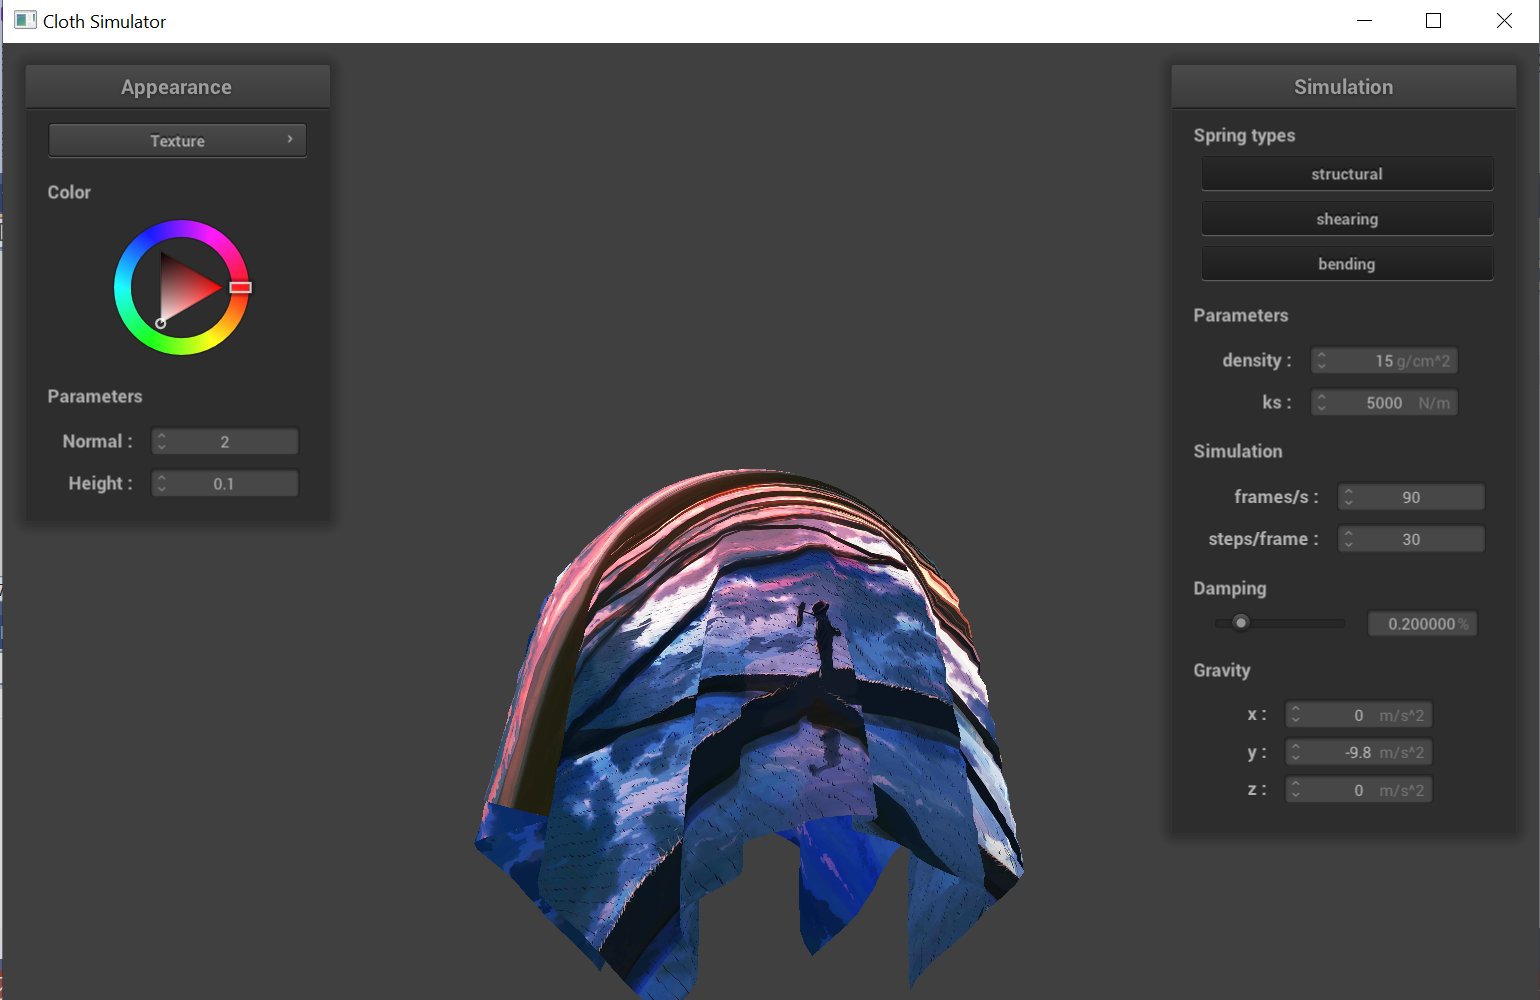 Cloth Simulator
Appearance
Texture
Color
Parameters
Normal : 2
Height : 0.1
Simulation
Spring types
structural
shearing
bending
Parameters
density : 15 g/cm^2
ks : 5000 N/m
Simulation
frames/s : 90
steps/frame : 30
Damping
0.200000 %
Gravity
x : 0 m/s^2
y : -9.8 m/s^2
z : 0 m/s^2